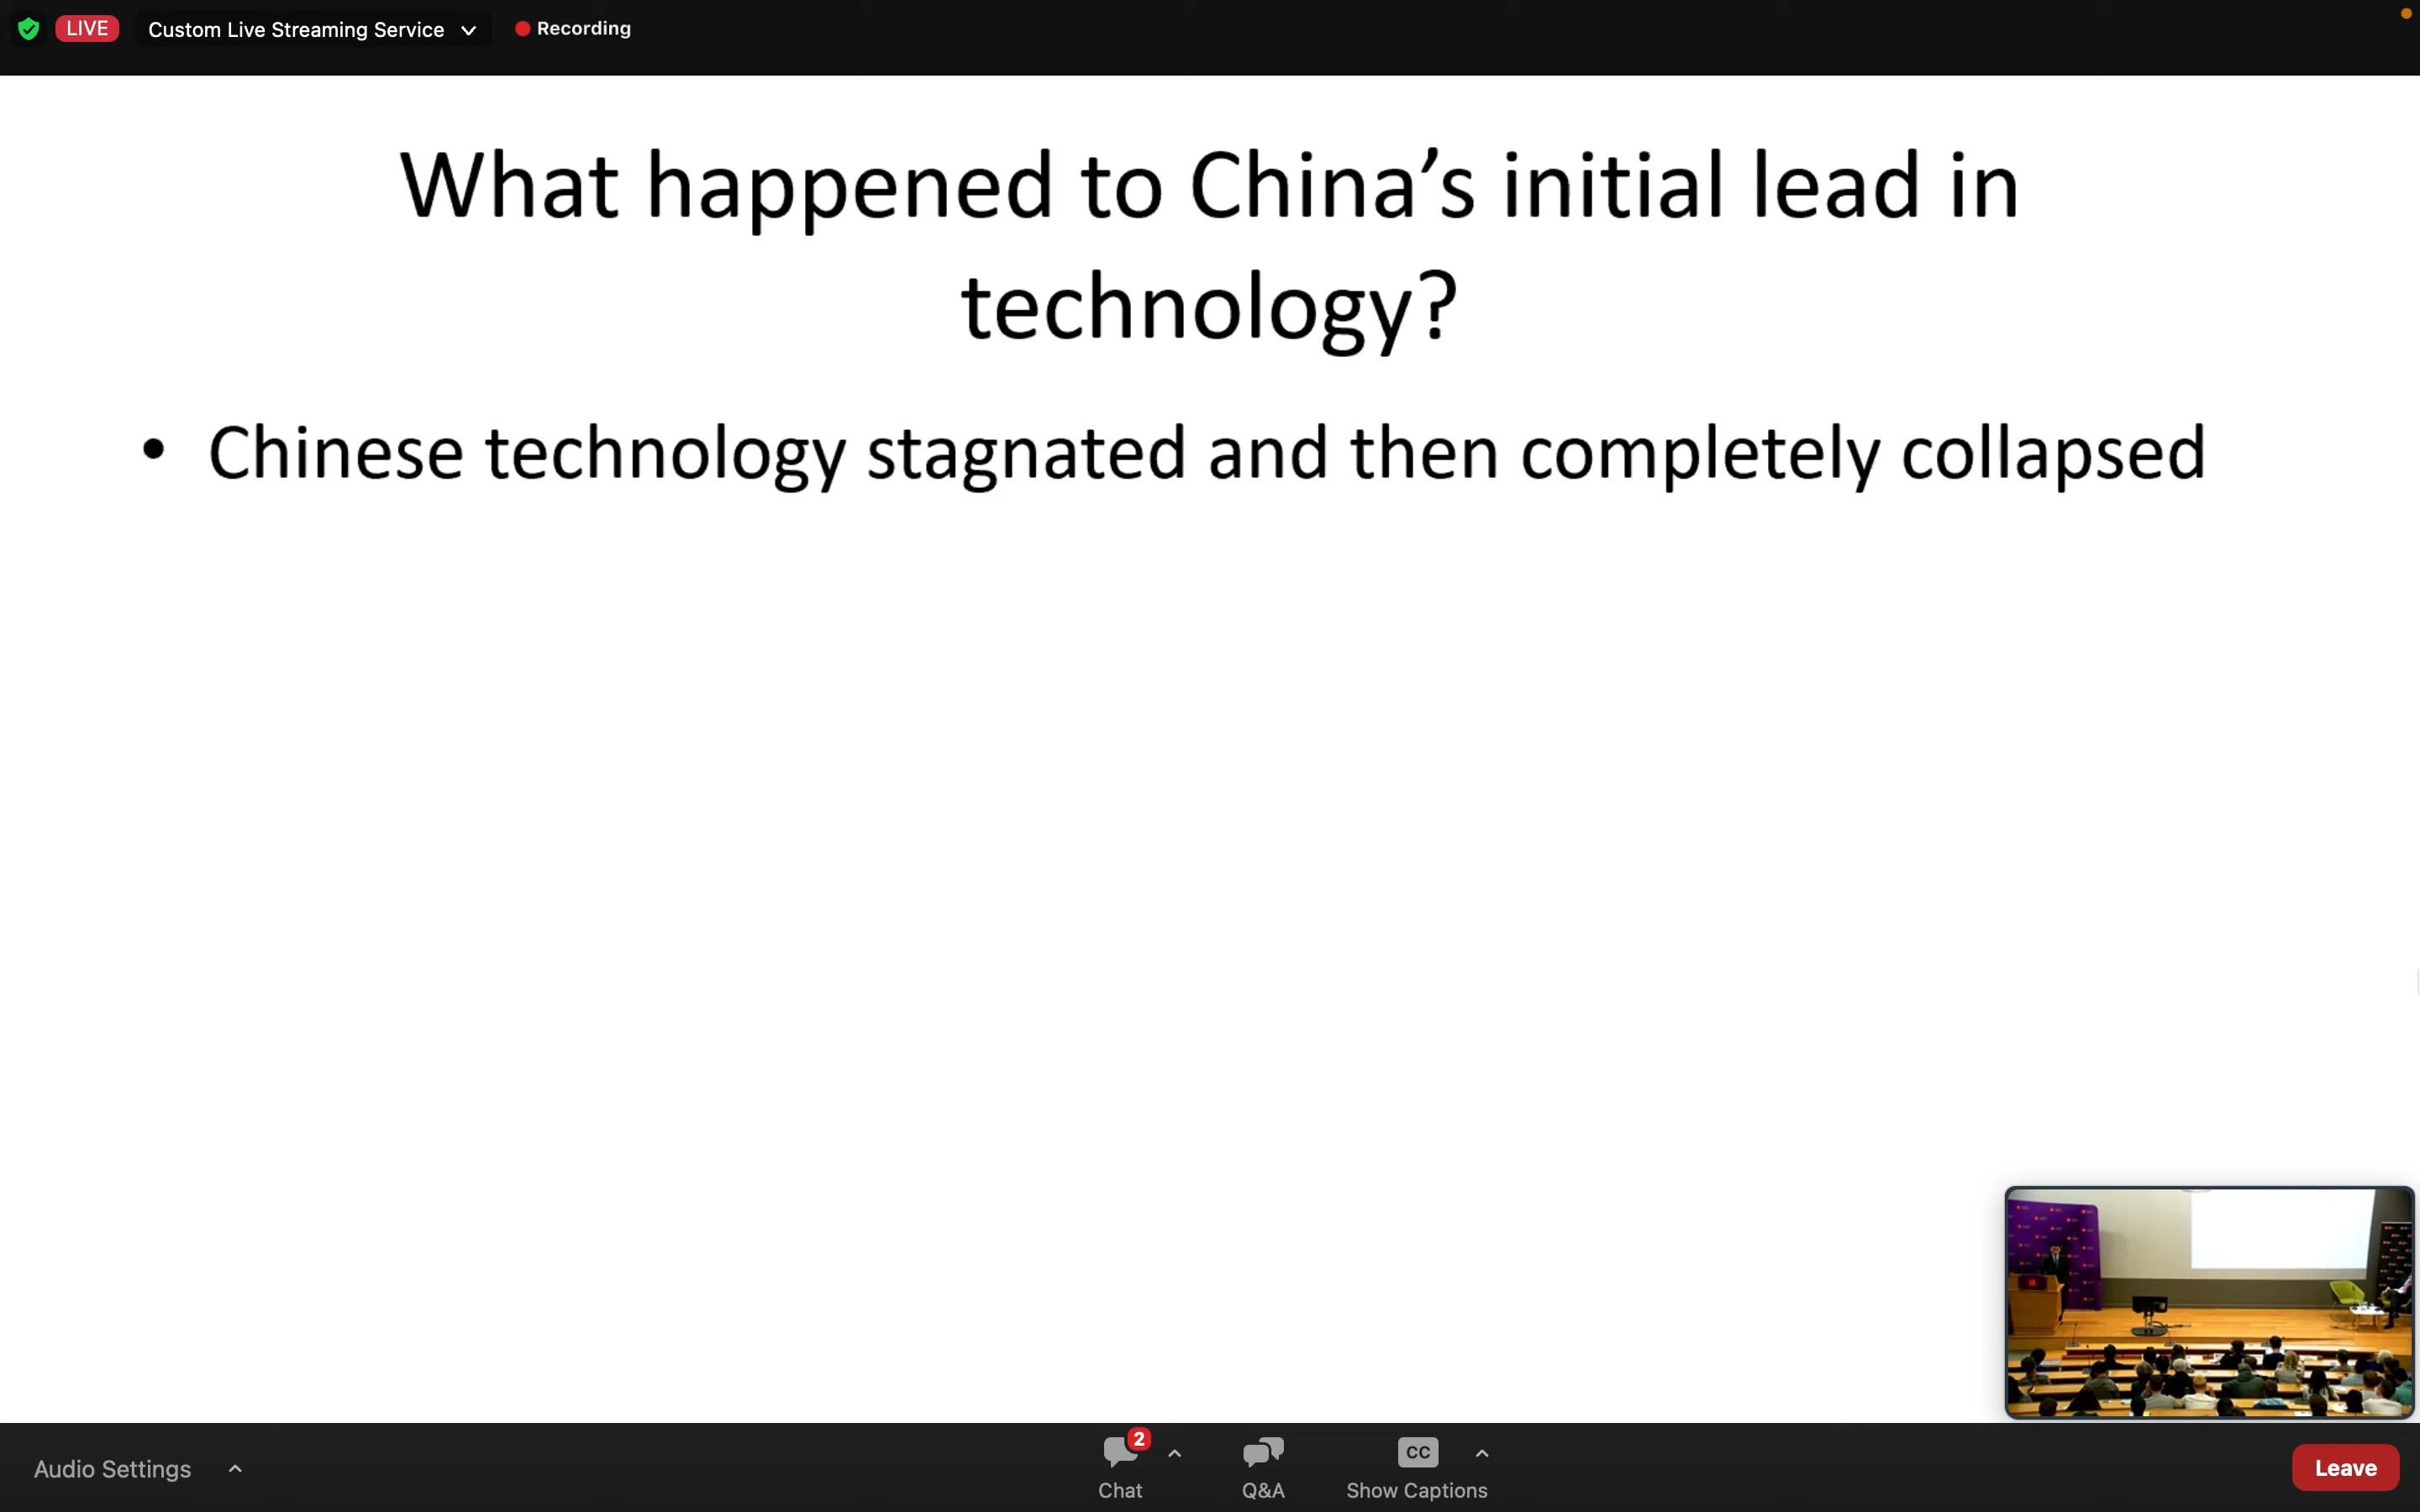 LIVE Custom Live Streaming Service Recording
What happened to China’s initial lead in
technology?
• Chinese technology stagnated and then completely collapsed
Audio Settings
2
CC
Chat
Q&A
Show Captions
Leave